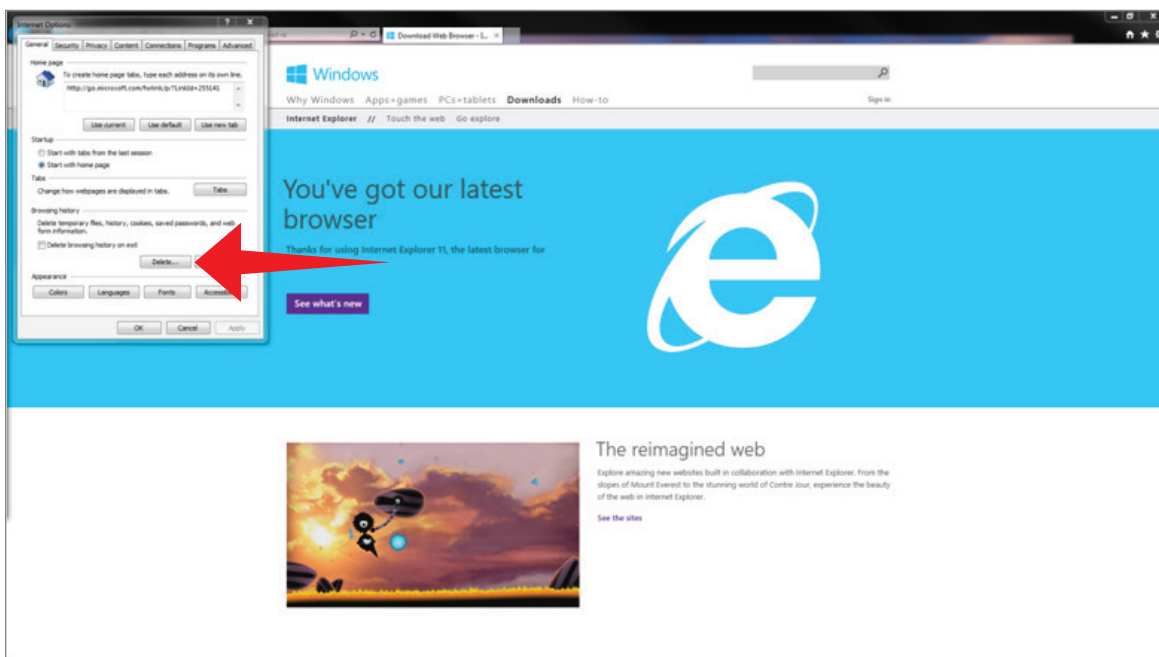 Internet Options
Download Web Browser - I...
General Security Privacy Content Connections Programs Advanced
Home page
To create home page tabs, type each address on its own line.
http://go.microsoft.com/fwlink/p/?LinkId=255141
Use current Use default Use new tab
Startup
Start with tabs from the last session
Start with home page
Tabs
Change how webpages are displayed in tabs.
Tabs
Browsing history
Delete temporary files, history, cookies, saved passwords, and web
form information.
Delete browsing history on exit
Delete...
Appearance
Colors Languages Fonts
OK Cancel Apply
Windows
Why Windows Apps+games PCs+tablets Downloads How-to
Sign in
Internet Explorer // Touch the web Go explore
You've got our latest
browser
Thanks for using Internet Explorer 11, the latest browser for
See what's new
The reimagined web
Explore amazing new websites built in collaboration with Internet Explorer. From the
slopes of Mount Everest to the stunning world of Contre Jour, experience the beauty
of the web in Internet Explorer.
See the sites